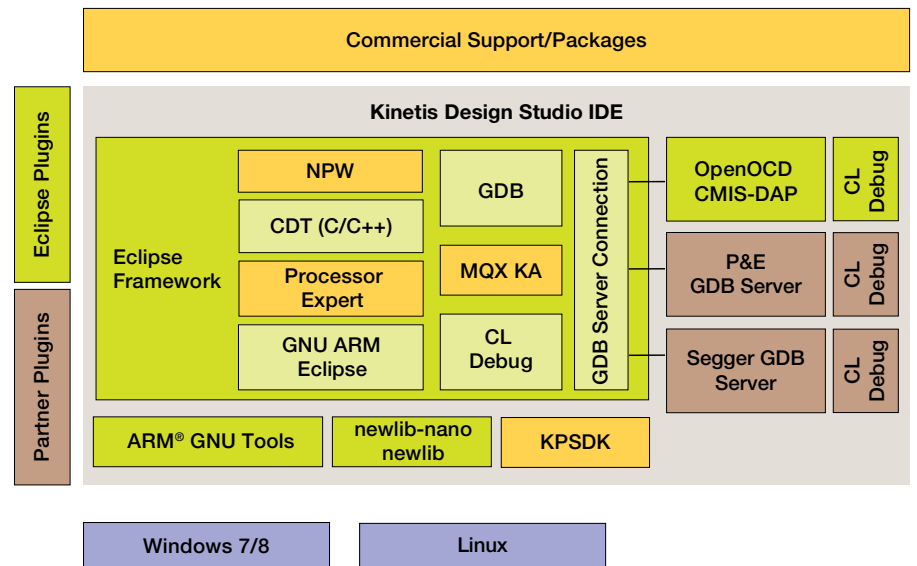 Commercial Support/Packages
Eclipse Plugins
Partner Plugins
Kinetis Design Studio IDE
Eclipse
Framework
NPW
CDT (C/C++)
Processor
Expert
GNU ARM
Eclipse
GDB
MQX KA
CL
Debug
GDB Server Connection
OpenOCD
CMIS-DAP
CL
Debug
P&E
GDB Server
CL
Debug
Segger GDB
Server
CL
Debug
ARM® GNU Tools
newlib-nano
newlib
KPSDK
Windows 7/8
Linux